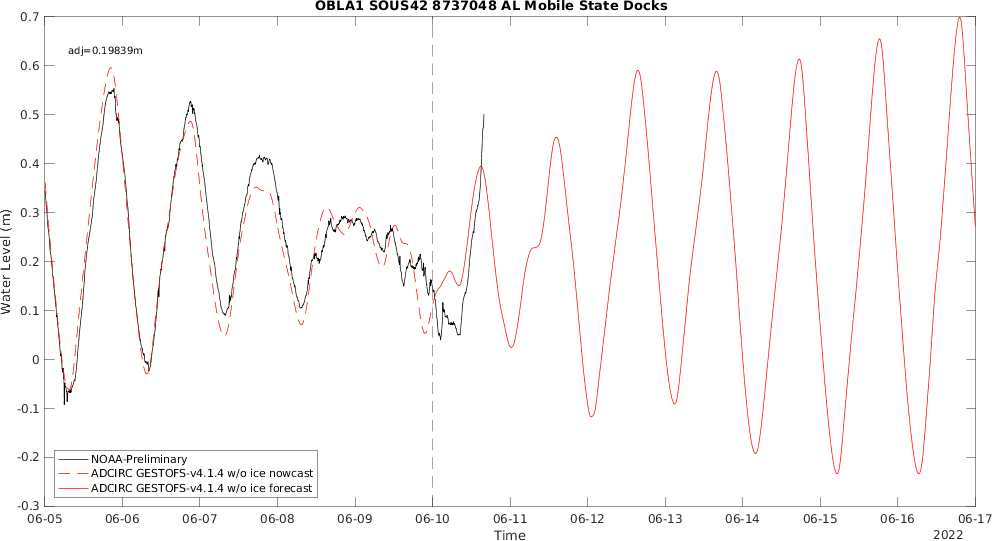 OBLA1 SOUS42 8737048 AL Mobile State Docks
adj=0.19839m
Water Level (m)
0.7
0.6
0.5
0.4
0.3
0.2
0.1
0
-0.1
-0.2
-0.3
NOAA-Preliminary
ADCIRC GESTOFS-v4.1.4 w/o ice nowcast
ADCIRC GESTOFS-v4.1.4 w/o ice forecast
06-05 06-06 06-07 06-08 06-09 06-10 06-11 06-12 06-13 06-14 06-15 06-16 06-17
Time
2022